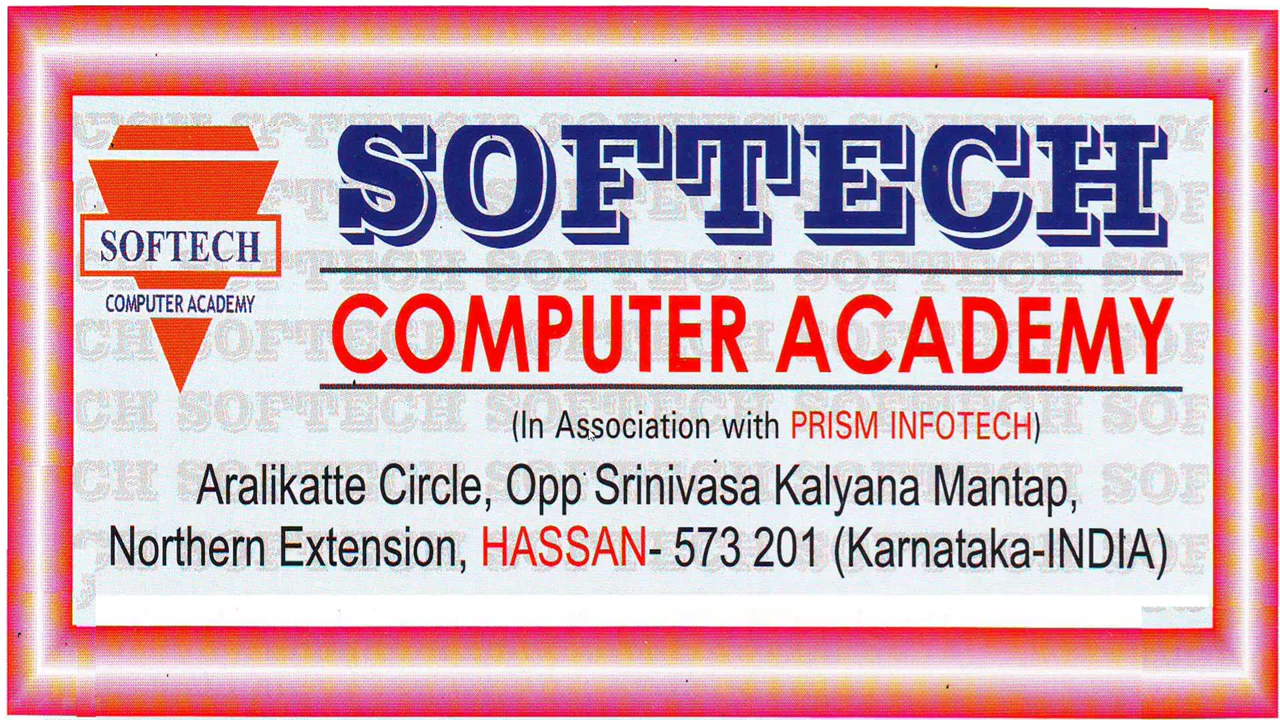 SOFTECH
COMPUTER ACADEMY
SOFTECH
COMPUTER ACADEMY
(In Association with PRISM INFOTECH)
Aralikatte Circle, Opp Srinivasa Kalyana Mantap,
Northern Extension, HASSAN- 573 201 (Karnataka-INDIA)